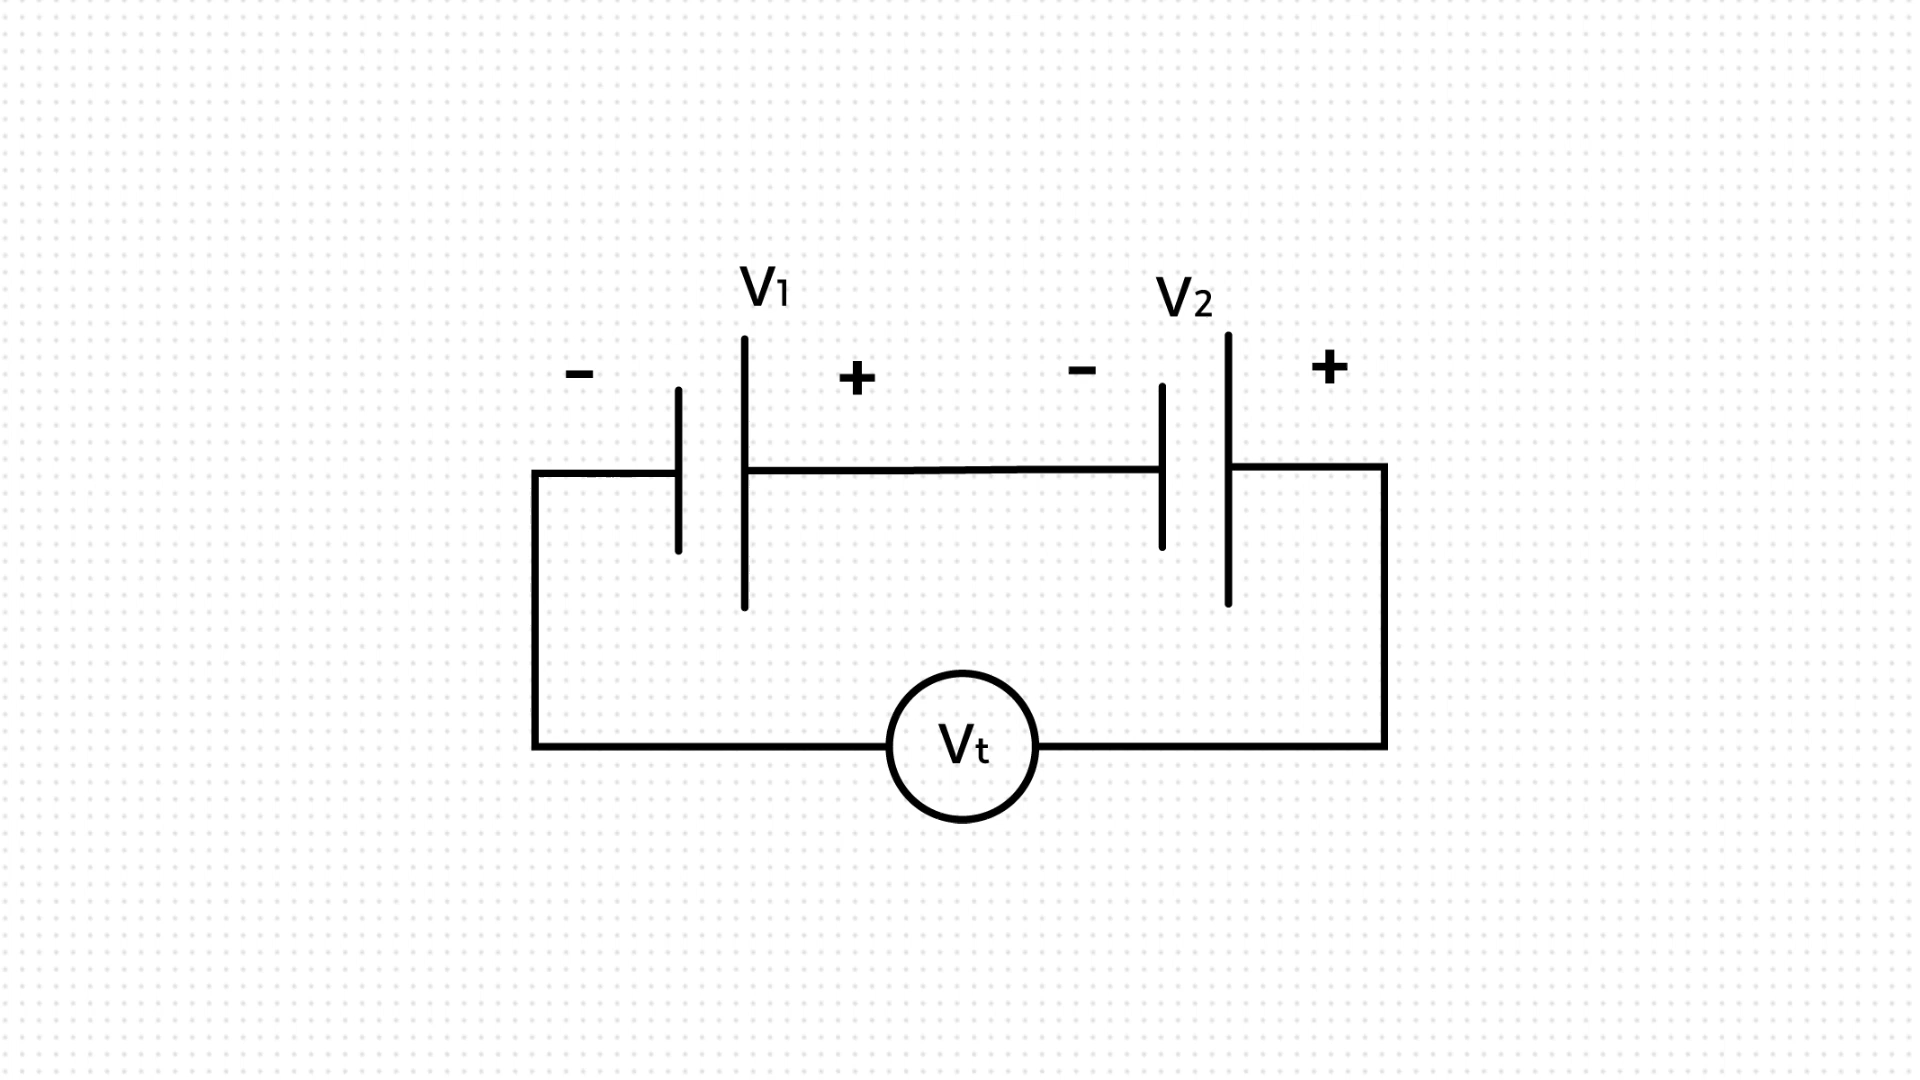 V₁
V₂
- + - +
Vt